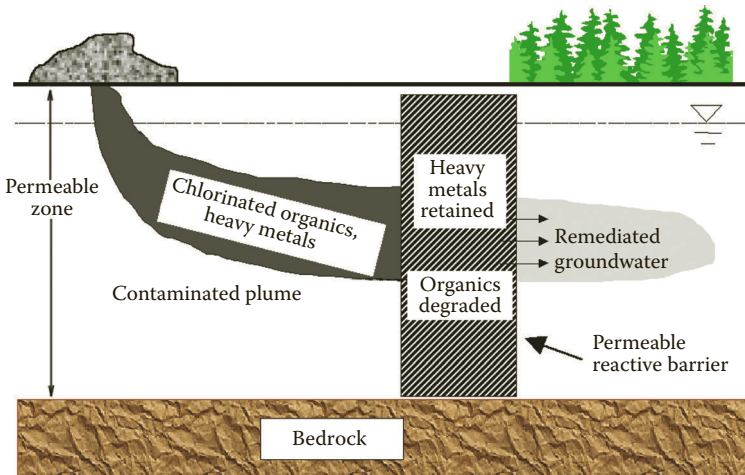 Permeable
zone
Chlorinated organics,
heavy metals
Contaminated plume
Heavy
metals
retained
Organics
degraded
Remediated
groundwater
Permeable
reactive barrier
Bedrock